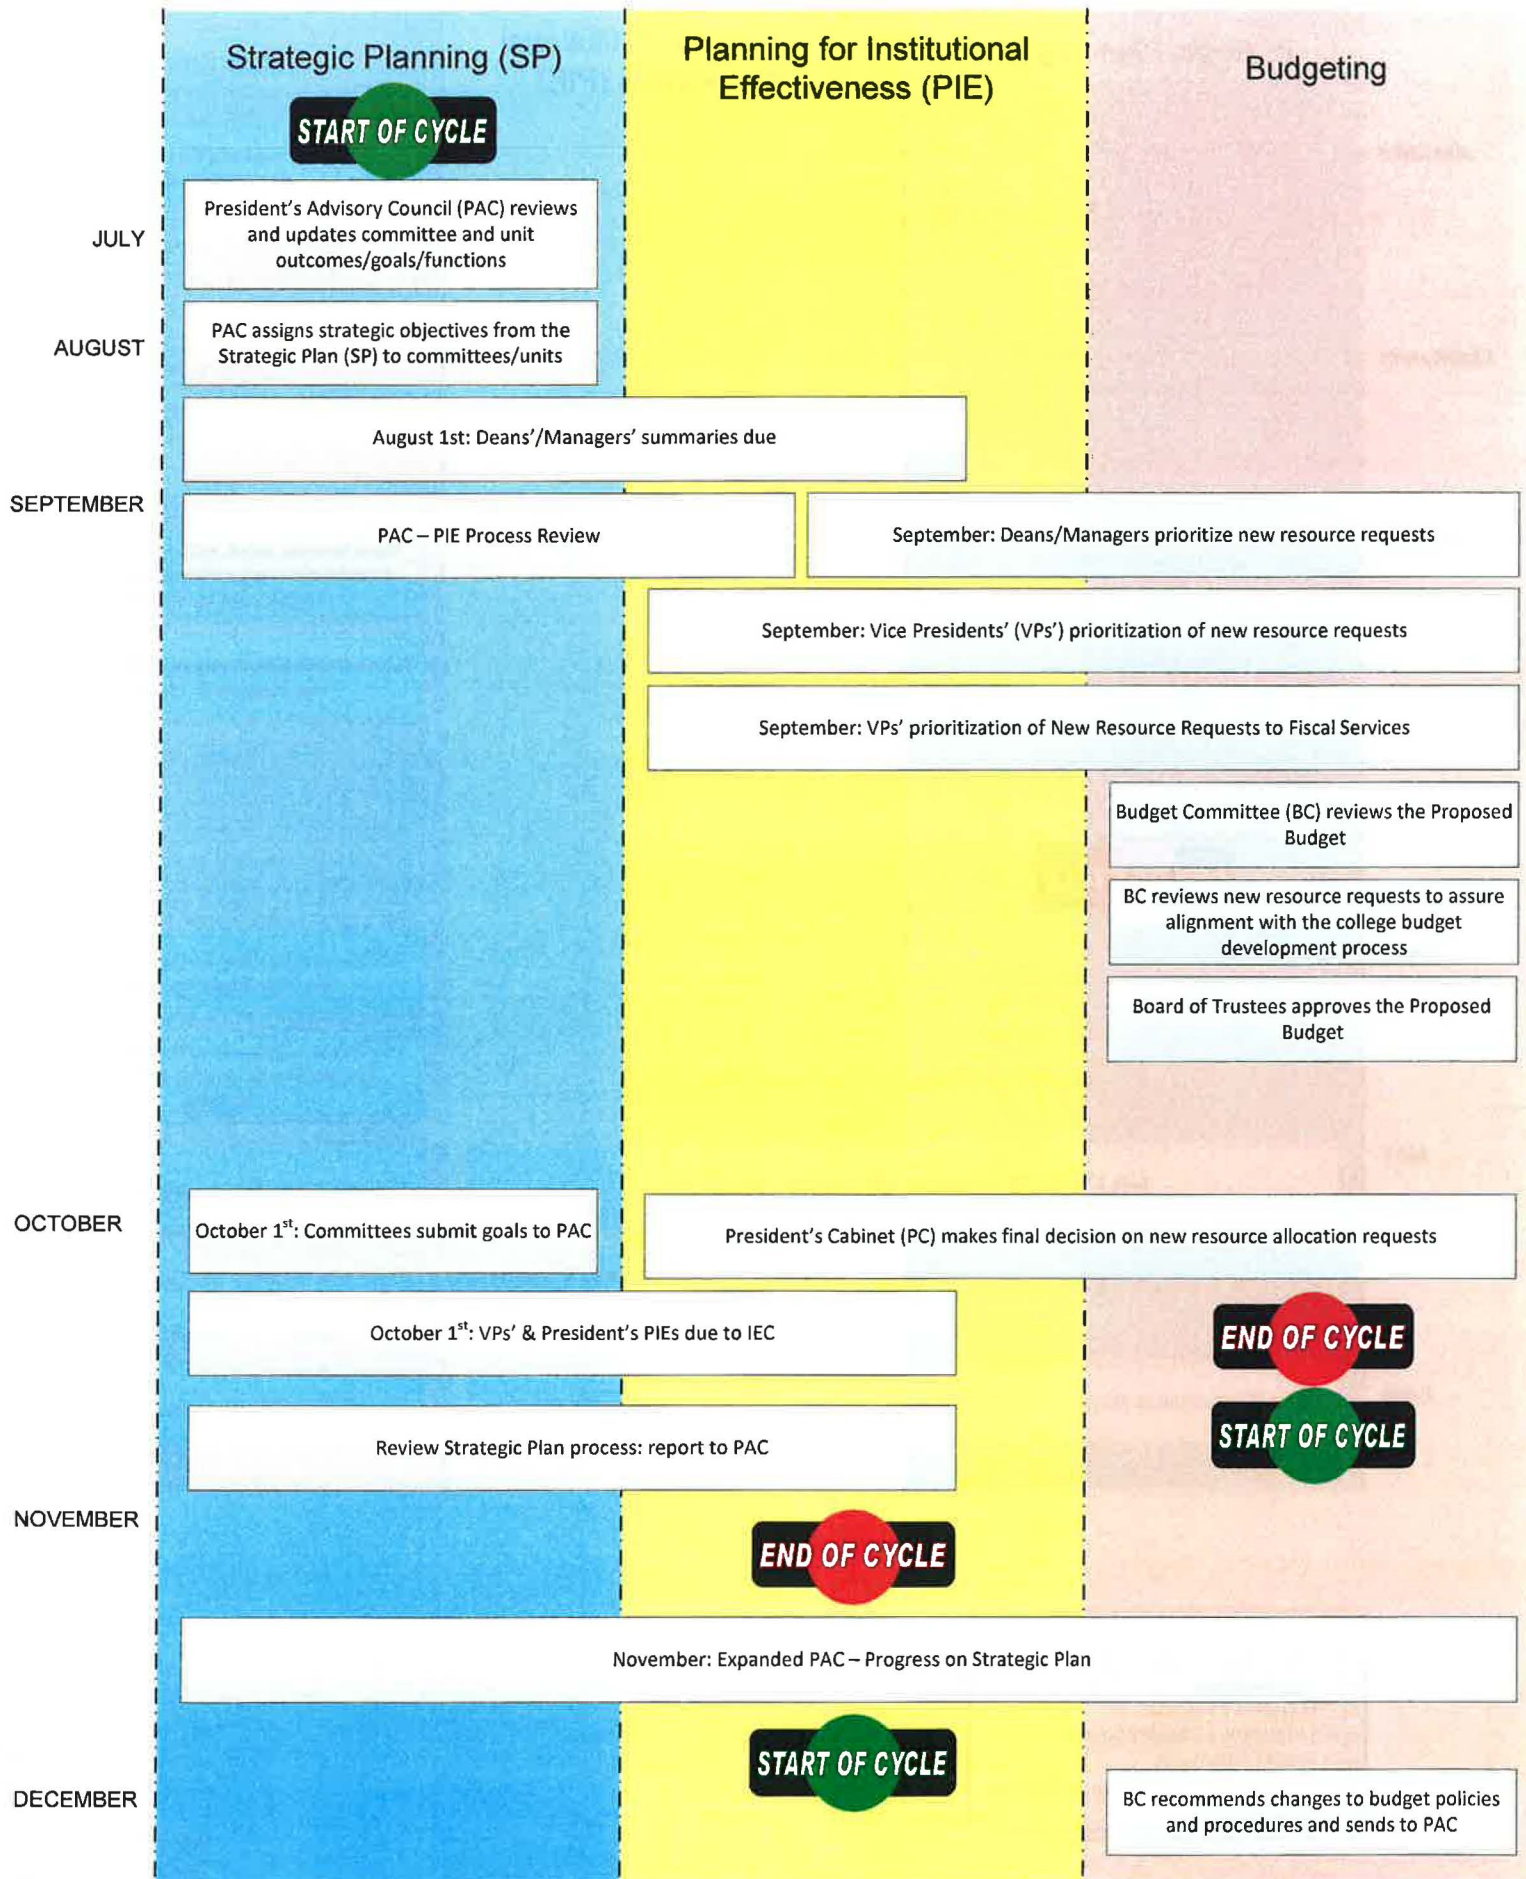 Strategic Planning (SP)
Planning for Institutional
Effectiveness (PIE)
Budgeting
START OF CYCLE
JULY
President's Advisory Council (PAC) reviews
and updates committee and unit
outcomes/goals/functions
AUGUST
PAC assigns strategic objectives from the
Strategic Plan (SP) to committees/units
August 1st: Deans'/Managers' summaries due
SEPTEMBER
PAC – PIE Process Review
September: Deans/Managers prioritize new resource requests
September: Vice Presidents' (VPs') prioritization of new resource requests
September: VPs' prioritization of New Resource Requests to Fiscal Services
Budget Committee (BC) reviews the Proposed
Budget
BC reviews new resource requests to assure
alignment with the college budget
development process
Board of Trustees approves the Proposed
Budget
OCTOBER
October 1st: Committees submit goals to PAC
President's Cabinet (PC) makes final decision on new resource allocation requests
October 1st: VPs' & President's PIEs due to IEC
END OF CYCLE
START OF CYCLE
Review Strategic Plan process: report to PAC
NOVEMBER
END OF CYCLE
November: Expanded PAC – Progress on Strategic Plan
START OF CYCLE
DECEMBER
BC recommends changes to budget policies
and procedures and sends to PAC